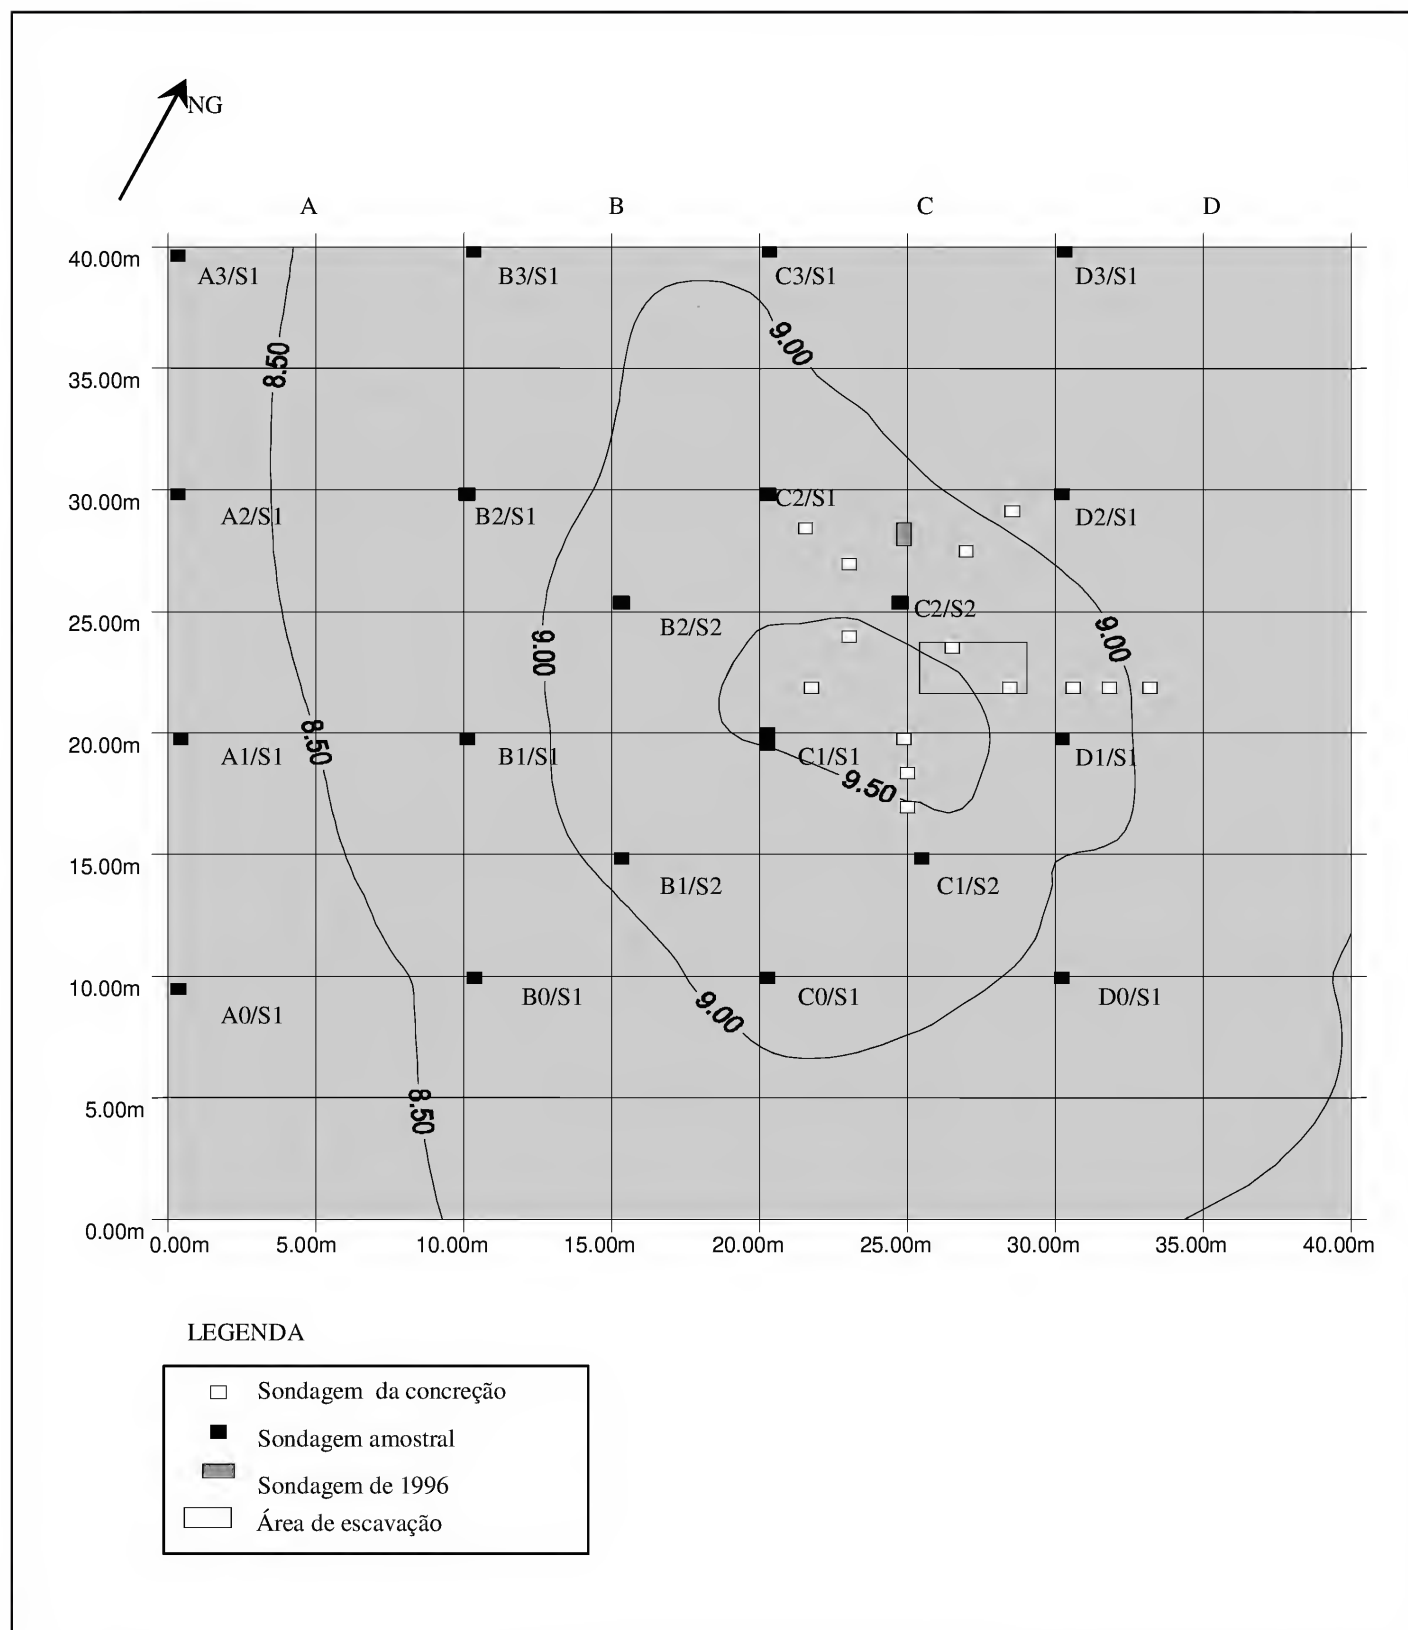 NG
A B C D
40.00m
A3/S1 B3/S1 C3/S1 D3/S1
9.00
8.50
35.00m
30.00m
C2/S1
A2/S1 B2/S1 D2/S1
C2/S2
25.00m
B2/S2
9.00 9.00
20.00m
8.50
A1/S1 B1/S1 C1/S1 D1/S1
9.50
15.00m
B1/S2 C1/S2
10.00m
B0/S1 C0/S1 D0/S1
A0/S1
9.00
5.00m
8.50
0.00m
0.00m 5.00m 10.00m 15.00m 20.00m 25.00m 30.00m 35.00m 40.00m
LEGENDA
Sondagem da concreção
Sondagem amostral
Sondagem de 1996
Área de escavação